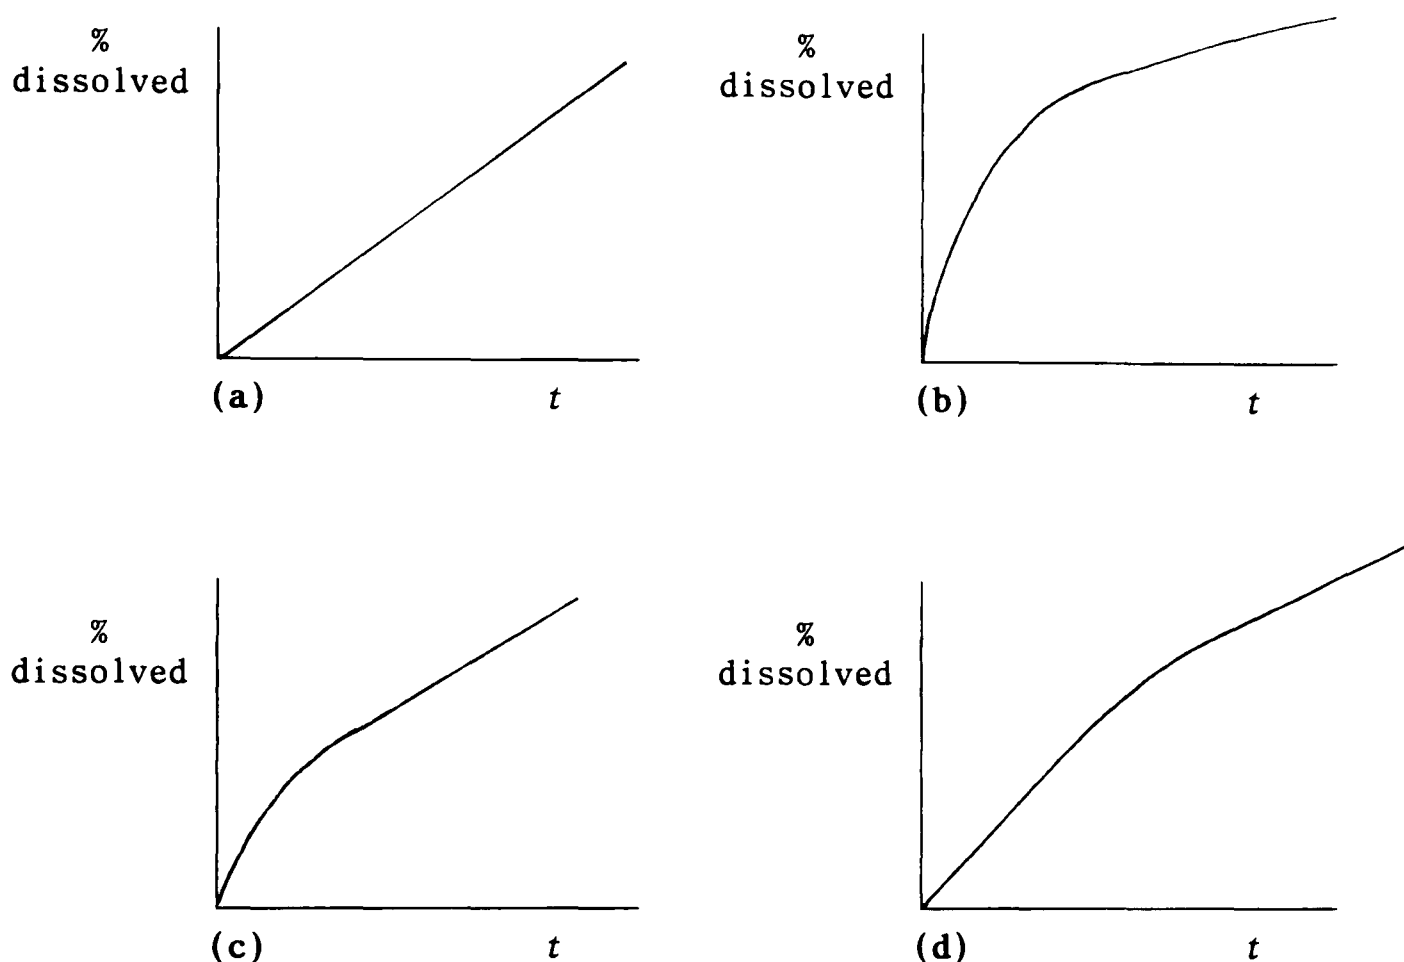 %
dissolved
(a)
t
%
dissolved
(b)
t
%
dissolved
(c)
t
%
dissolved
(d)
t